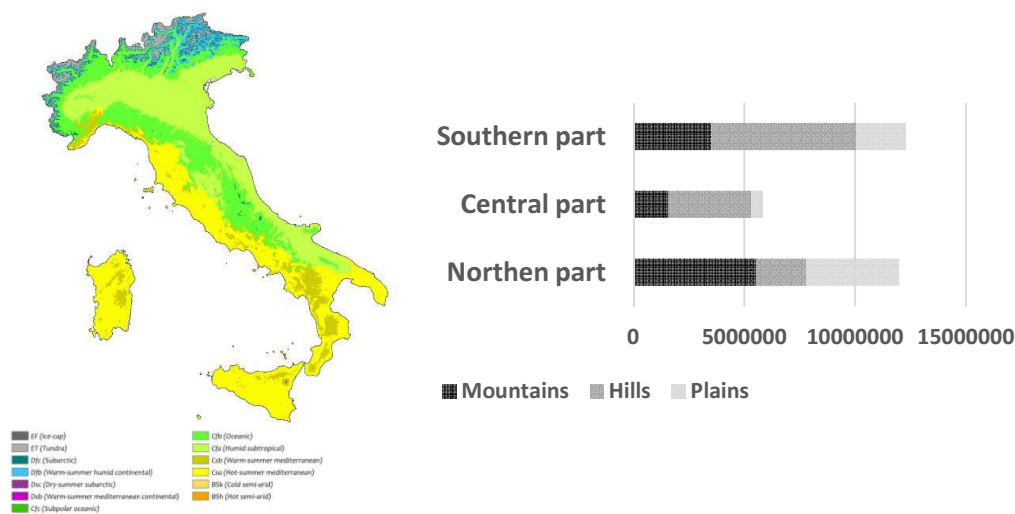 Southern part
Central part
Northen part
0 5000000 10000000 15000000
Mountains Hills Plains
EF (Ice-cap)
ET (Tundra)
Dfc (Subarctic)
Dfb (Warm-summer humid continental)
Dsc (Dry-summer subarctic)
Dsb (Warm-summer mediterranean continental)
Cfc (Subpolar oceanic)
Cfb (Oceanic)
Cfa (Humid subtropical)
Csb (Warm-summer mediterranean)
Csa (Hot-summer mediterranean)
BSk (Cold semi-arid)
BSh (Hot semi-arid)